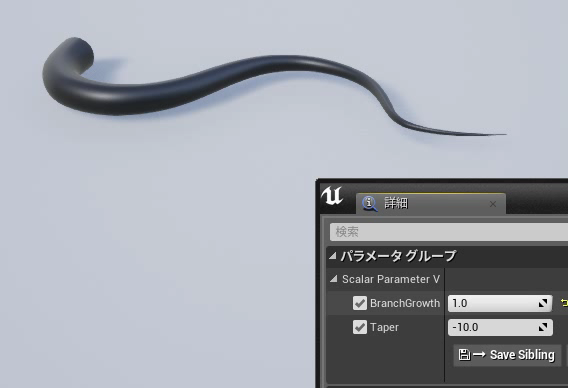 詳細
検索
パラメータ グループ
Scalar Parameter V
BranchGrowth 1.0
Taper -10.0
Save Sibling